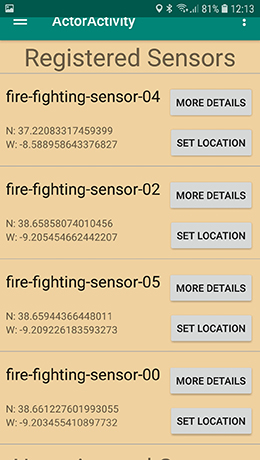 81% 12:13
ActorActivity
Registered Sensors
fire-fighting-sensor-04
MORE DETAILS
N: 37.22083317459399
W: -8.588958643376827
SET LOCATION
fire-fighting-sensor-02
MORE DETAILS
N: 38.65858074010456
W: -9.205454662442207
SET LOCATION
fire-fighting-sensor-05
MORE DETAILS
N: 38.65944366448011
W: -9.209226183593273
SET LOCATION
fire-fighting-sensor-00
MORE DETAILS
N: 38.661227601993055
W: -9.203455410897732
SET LOCATION